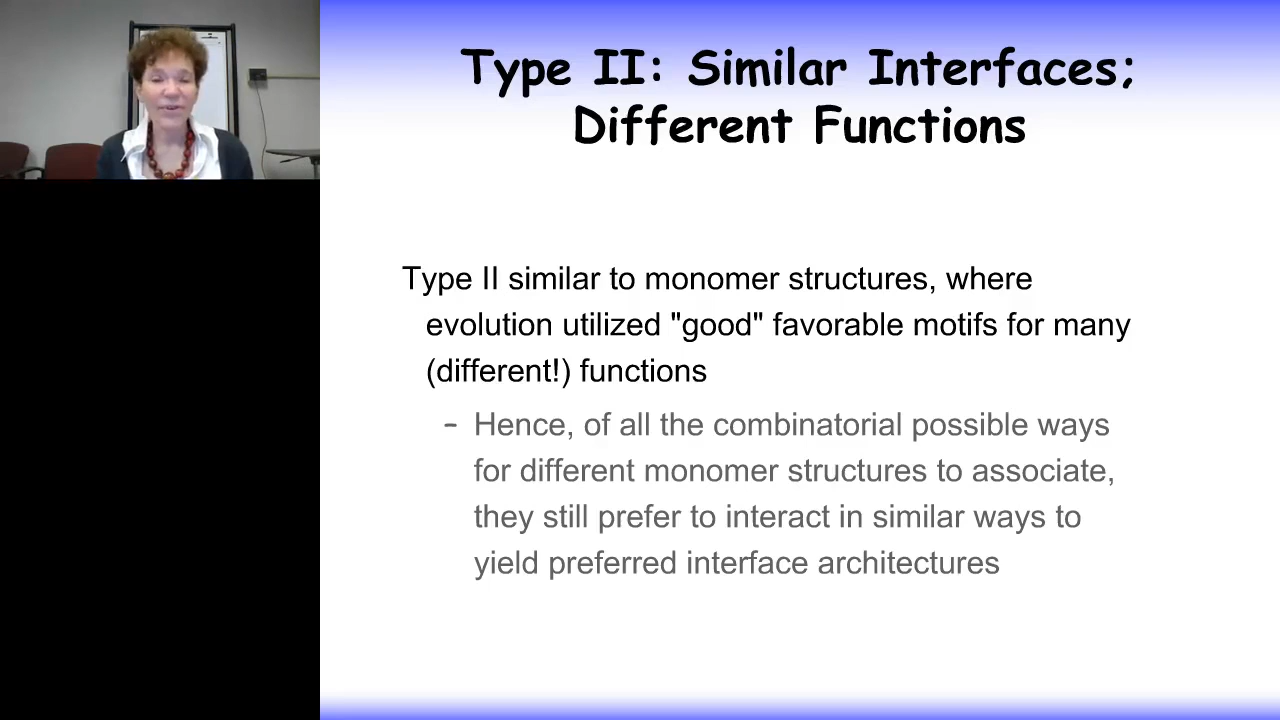 Type II: Similar Interfaces;
Different Functions
Type II similar to monomer structures, where
evolution utilized "good" favorable motifs for many
(different!) functions
– Hence, of all the combinatorial possible ways
for different monomer structures to associate,
they still prefer to interact in similar ways to
yield preferred interface architectures